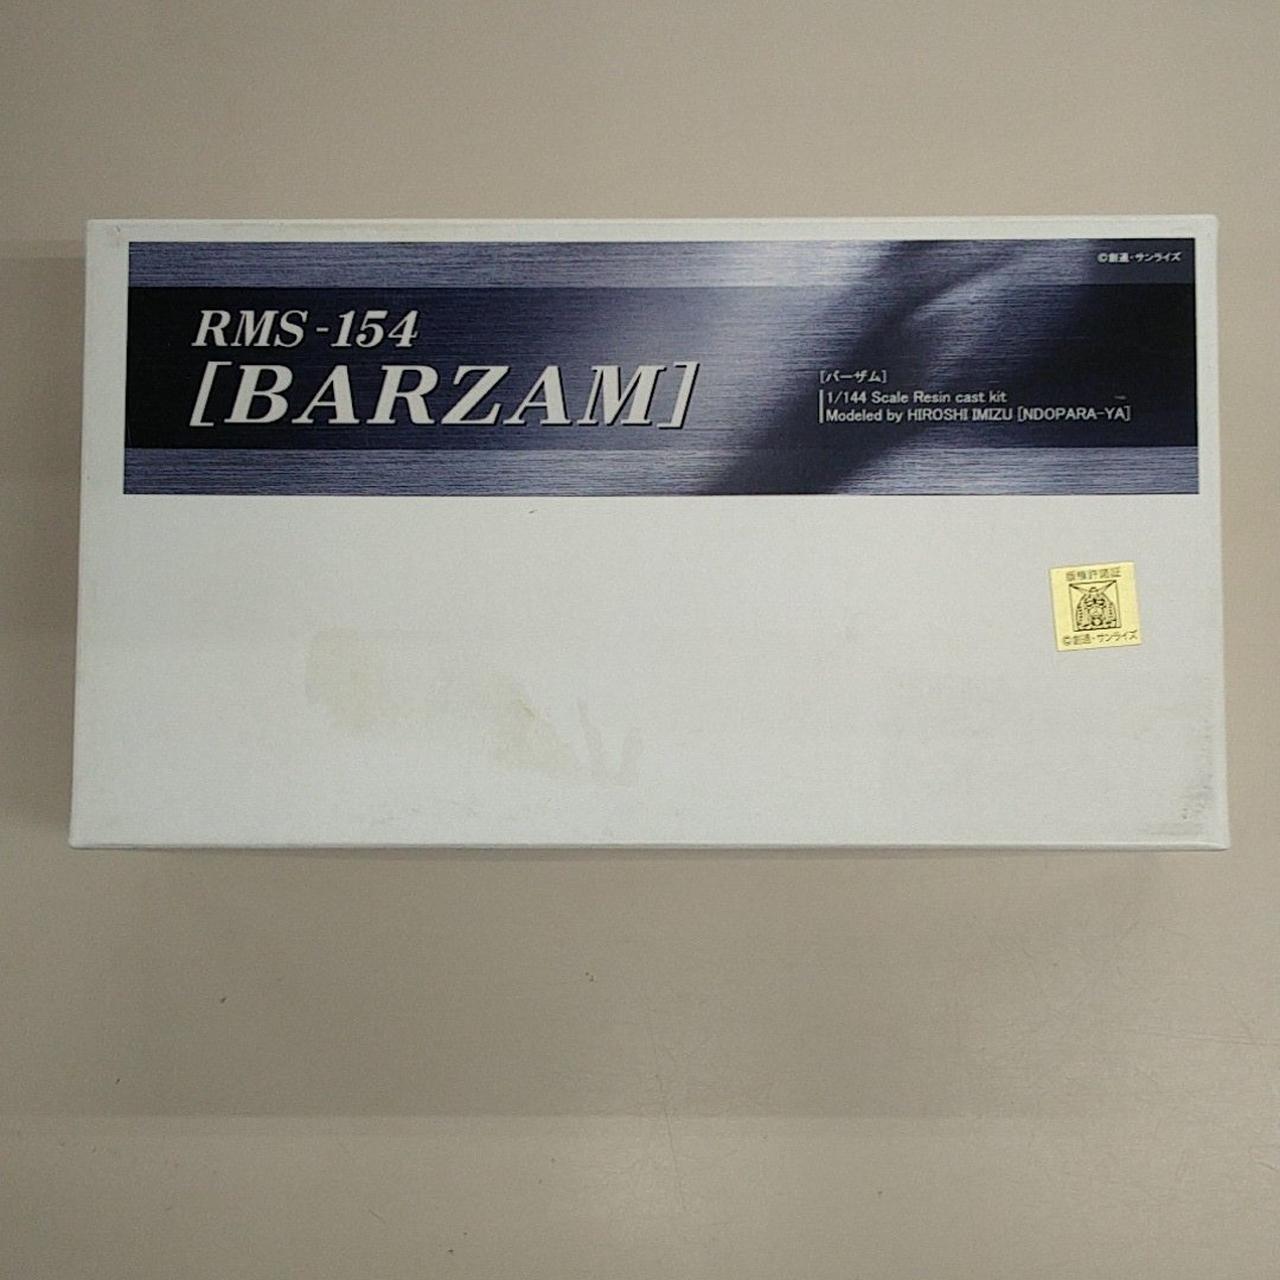 ©創通・サンライズ
RMS-154
[BARZAM]
[バーザム]
1/144 Scale Resin cast kit
Modeled by HIROSHI IMIZU [NDOPARA-YA]
版権許諾証
©創通・サンライズ